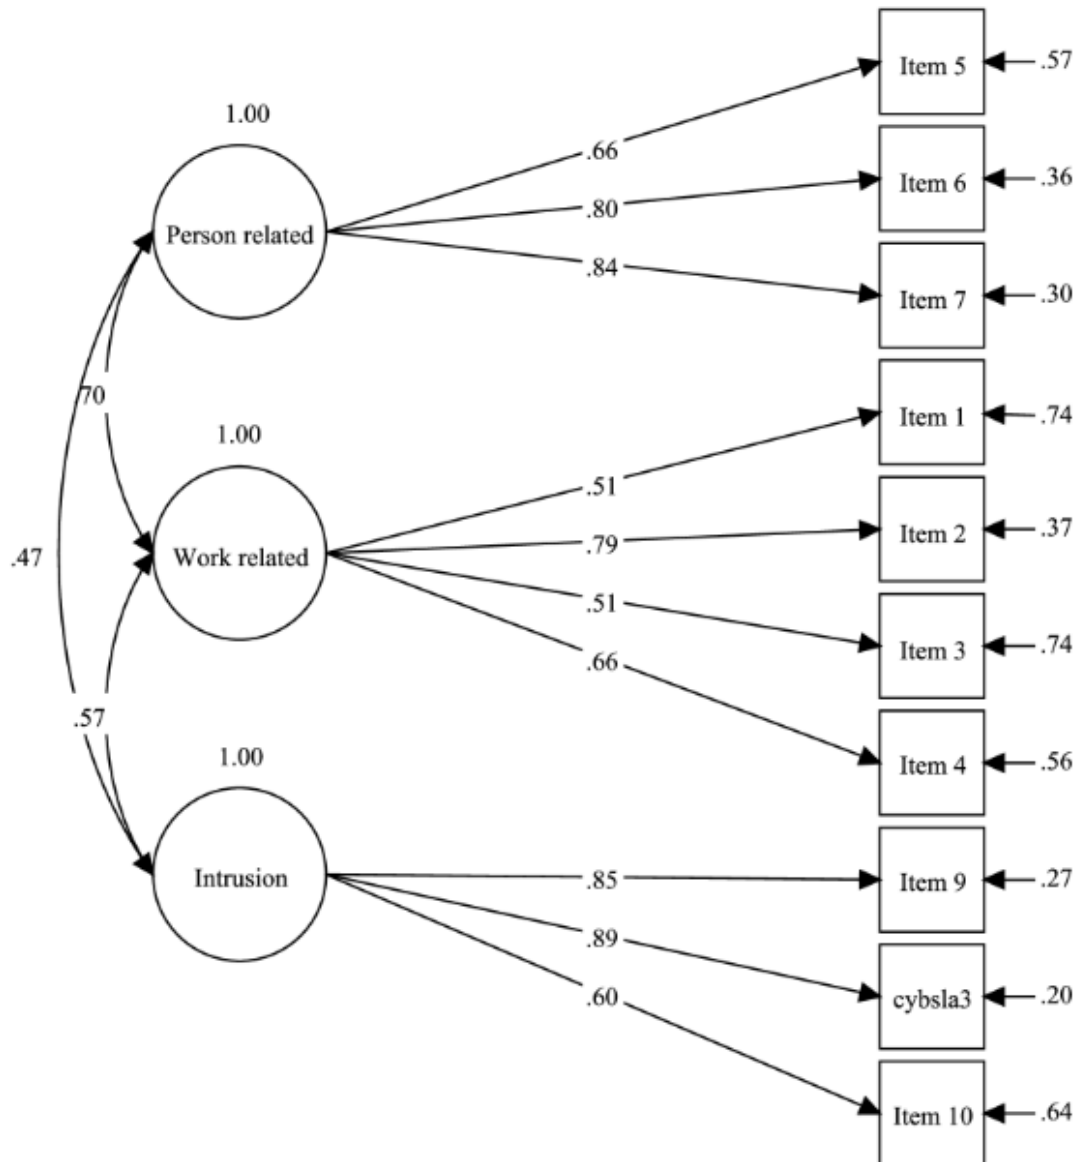 Item 5
.57
1.00
.66
Item 6
.36
Person related
.80
.84
Item 7
.30
70
Item 1
.74
1.00
.51
Item 2
.37
.47
Work related
.79
.51
Item 3
.74
.66
.57
1.00
Item 4
.56
Intrusion
.85
Item 9
.27
.89
.60
cybsla3
.20
Item 10
.64